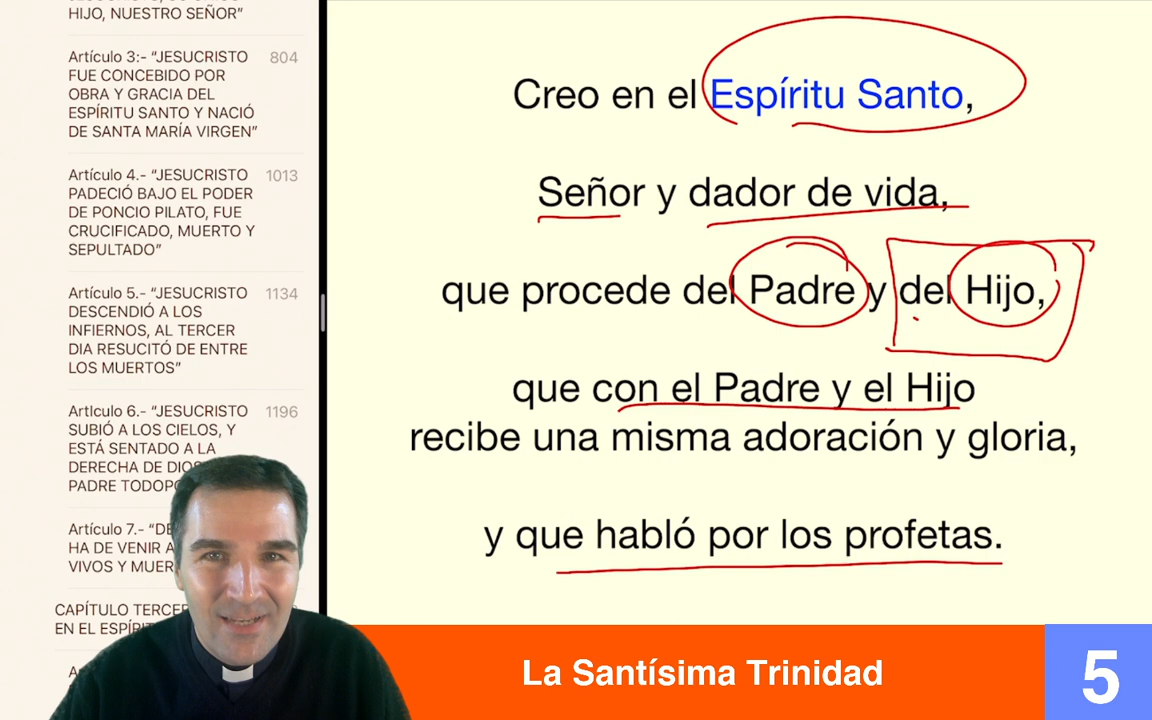 HIJO, NUESTRO SEÑOR”
Artículo 3:- “JESUCRISTO 804
FUE CONCEBIDO POR
OBRA Y GRACIA DEL
ESPÍRITU SANTO Y NACIÓ
DE SANTA MARÍA VIRGEN”
Artículo 4.- “JESUCRISTO 1013
PADECIÓ BAJO EL PODER
DE PONCIO PILATO, FUE
CRUCIFICADO, MUERTO Y
SEPULTADO”
Artículo 5.- “JESUCRISTO 1134
DESCENDIÓ A LOS
INFIERNOS, AL TERCER
DIA RESUCITÓ DE ENTRE
LOS MUERTOS”
Artlculo 6.- “JESUCRISTO 1196
SUBIÓ A LOS CIELOS, Y
ESTÁ SENTADO A LA
DERECHA DE DIOS
PADRE TODOPO
Artículo 7.- “DE
HA DE VENIR A
VIVOS Y MUER
CAPÍTULO TERCER
EN EL ESPÍRI
Creo en el Espíritu Santo,
Señor y dador de vida,
que procede del Padre y del Hijo,
que con el Padre y el Hijo
recibe una misma adoración y gloria,
y que habló por los profetas.
La Santísima Trinidad
5